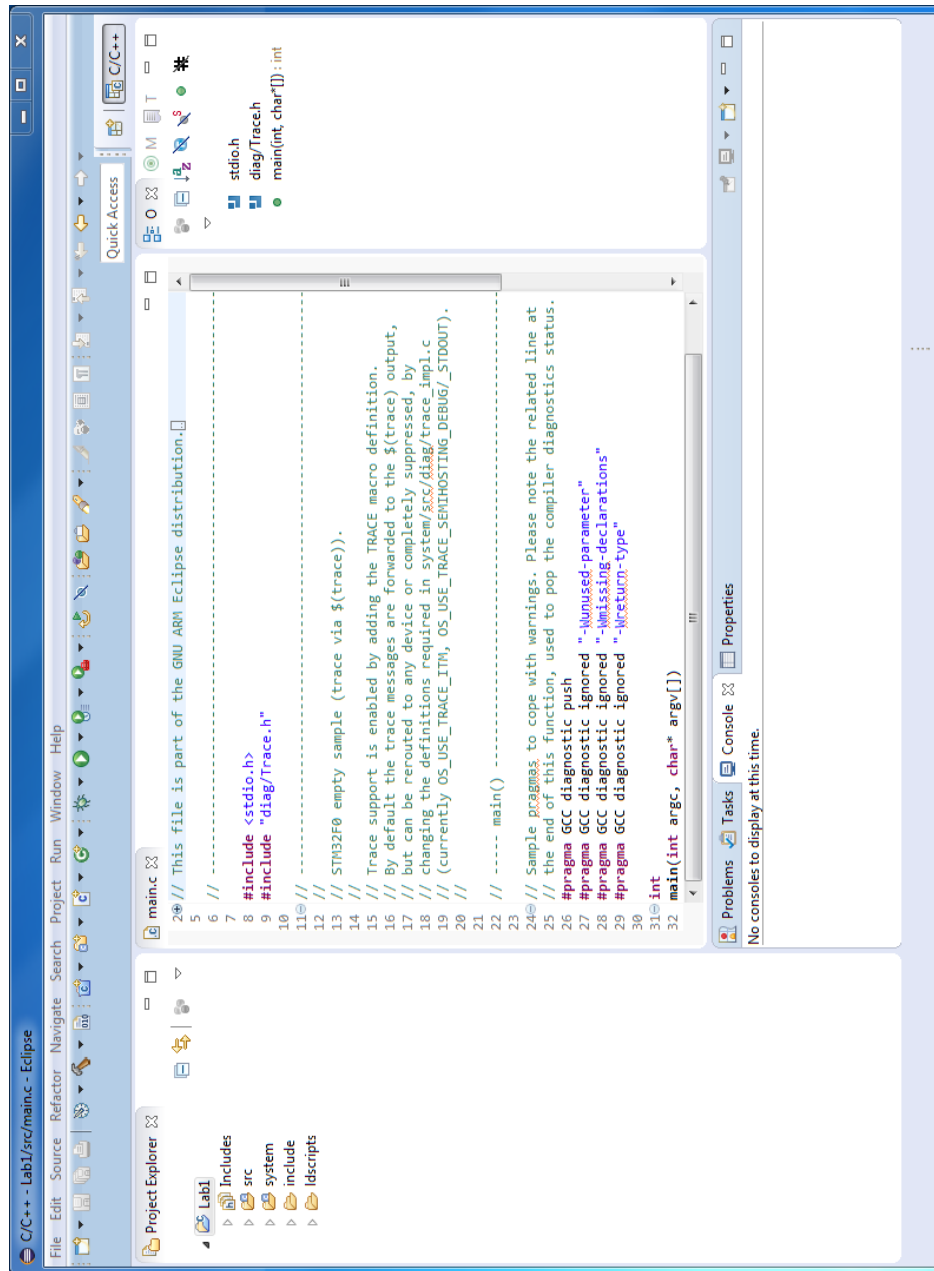 C/C++ - Lab1/src/main.c - Eclipse
File Edit Source Refactor Navigate Search Project Run Window Help
Quick Access
C/C++
Project Explorer
Lab1
Includes
src
system
include
ldscripts
main.c
2 // This file is part of the GNU ARM Eclipse distribution.
5
6 // ----------------------------------------------------------------------------
7
8 #include <stdio.h>
9 #include "diag/Trace.h"
10
11 // ----------------------------------------------------------------------------
12 //
13 // STM32F0 empty sample (trace via $(trace)).
14 //
15 // Trace support is enabled by adding the TRACE macro definition.
16 // By default the trace messages are forwarded to the $(trace) output,
17 // but can be rerouted to any device or completely suppressed, by
18 // changing the definitions required in system/src/diag/trace_impl.c
19 // (currently OS_USE_TRACE_ITM, OS_USE_TRACE_SEMIHOSTING_DEBUG/_STDOUT).
20 //
21
22 // ----- main() ---------------------------------------------------------------
23
24 // Sample pragmas to cope with warnings. Please note the related line at
25 // the end of this function, used to pop the compiler diagnostics status.
26 #pragma GCC diagnostic push
27 #pragma GCC diagnostic ignored "-Wunused-parameter"
28 #pragma GCC diagnostic ignored "-Wmissing-declarations"
29 #pragma GCC diagnostic ignored "-Wreturn-type"
30
31 int
32 main(int argc, char* argv[])
O M T
stdio.h
diag/Trace.h
main(int, char*[]) : int
Problems Tasks Console Properties
No consoles to display at this time.